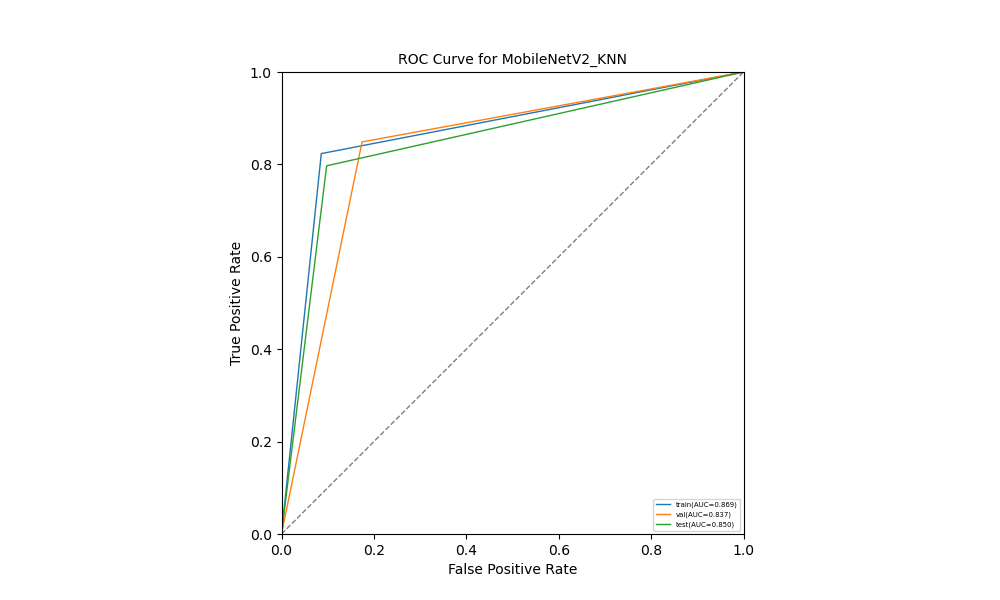 ROC Curve for MobileNetV2_KNN
True Positive Rate
1.0
0.8
0.6
0.4
0.2
0.0
0.0 0.2 0.4 0.6 0.8 1.0
False Positive Rate
train(AUC=0.869)
val(AUC=0.837)
test(AUC=0.850)